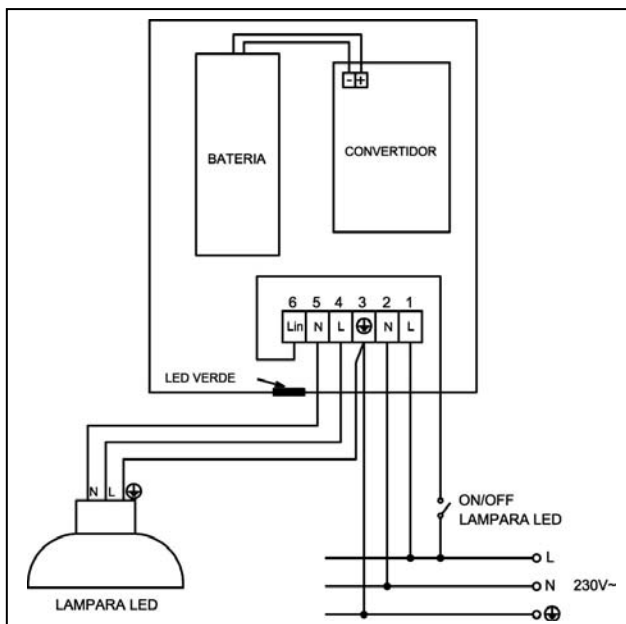 - +
BATERIA
CONVERTIDOR
6 5 4 3 2 1
Lin N L N L
LED VERDE
N L
ON/OFF
LAMPARA LED
L
N 230V~
LAMPARA LED